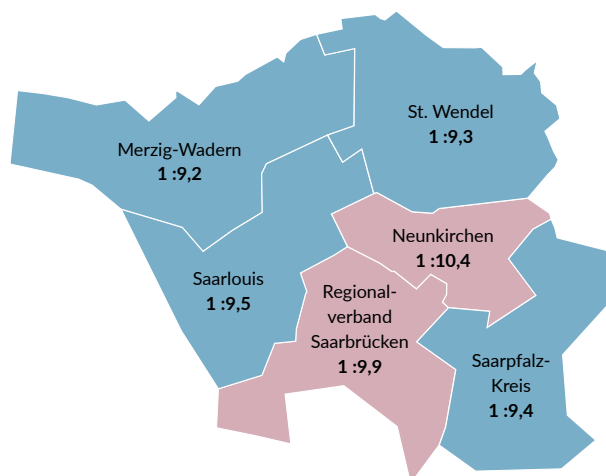 St. Wendel
1 :9,3
Merzig-Wadern
1 :9,2
Neunkirchen
1 :10,4
Saarlouis
1 :9,5
Regional-
verband
Saarbrücken
1 :9,9
Saarpfalz-
Kreis
1 :9,4